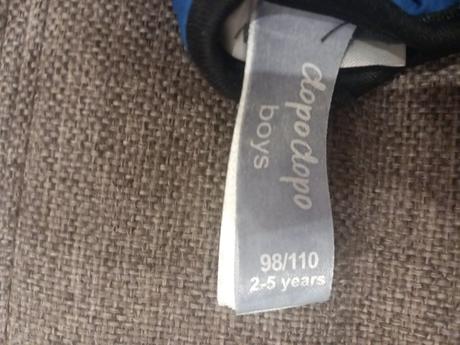 dopodopo
boys
98/110
2-5 years